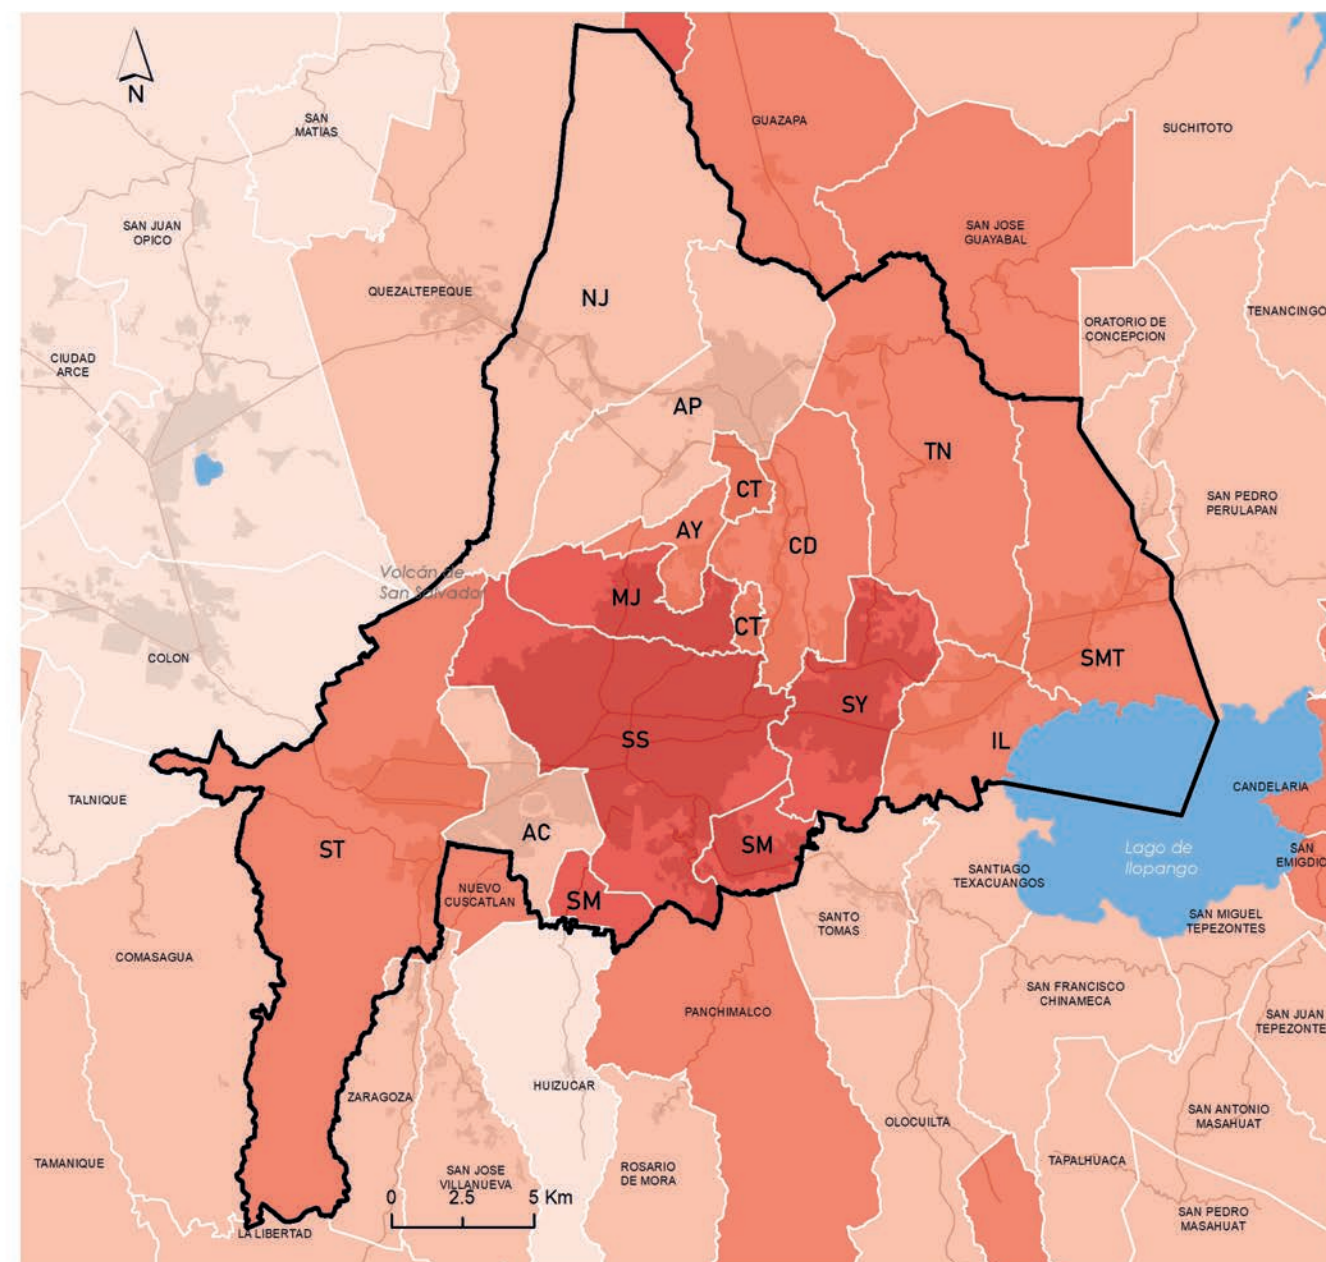 N
SAN
MATIAS
GUAZAPA
SUCHITOTO
SAN JUAN
OPICO
SAN JOSE
GUAYABAL
QUEZALTEPEQUE
NJ
TENANCINGO
ORATORIO DE
CONCEPCION
CIUDAD
ARCE
AP
TN
CT
SAN PEDRO
PERULAPAN
AY
CD
Volcán de
San Salvador
MJ
CT
COLON
SMT
SY
SS
IL
TALNIQUE
CANDELARIA
AC
ST
SM
Lago de
Ilopango
SAN
EMIGDIO
SANTIAGO
TEXACUANGOS
NUEVO
CUSCATLAN
SM
SANTO
TOMAS
SAN MIGUEL
TEPEZONTES
COMASAGUA
SAN FRANCISCO
CHINAMECA
PANCHIMALCO
SAN JUAN
TEPEZONTE
HUIZUCAR
ZARAGOZA
OLOCUILTA
SAN ANTONIO
MASAHUAT
TAMANIQUE
SAN JOSE
VILLANUEVA
ROSARIO
DE MORA
TAPALHUACA
0 2.5 5 Km
SAN PEDRO
MASAHUAT
LA LIBERTAD